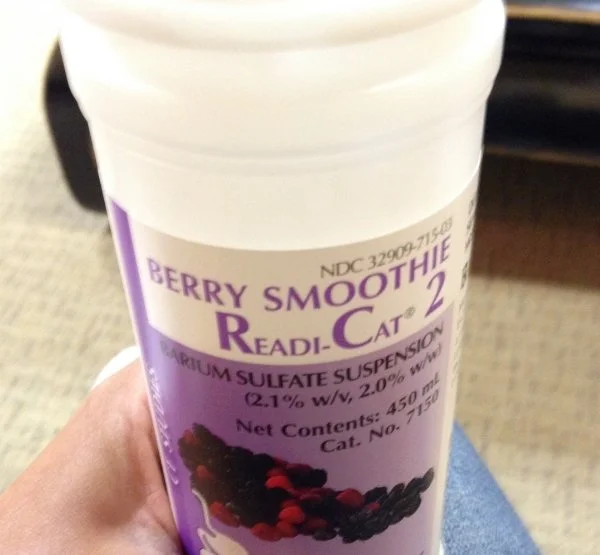 NDC 32909-715-03
BERRY SMOOTHIE
READI-CAT® 2
BARIUM SULFATE SUSPENSION
(2.1% w/v, 2.0% w/w)
Net Contents: 450 mL
Cat. No. 7150